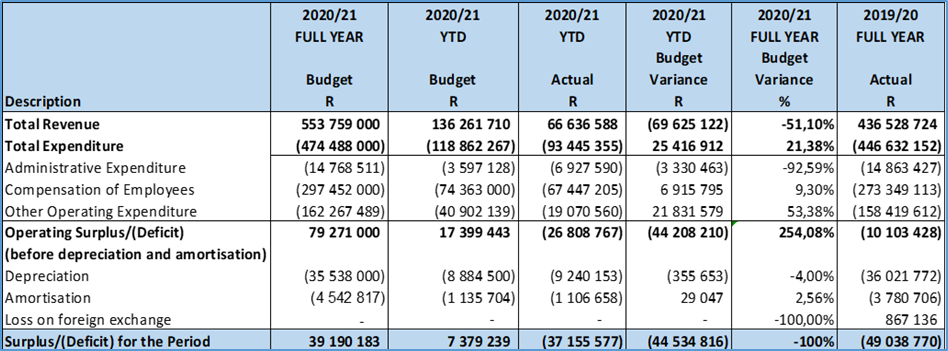 2020/21 2020/21 2020/21 2020/21 2020/21 2019/20
FULL YEAR YTD YTD YTD FULL YEAR FULL YEAR
Budget Budget
Budget Budget Actual Variance Variance Actual
Description R R R R % R
Total Revenue 553 759 000 136 261 710 66 636 588 (69 625 122) -51,10% 436 528 724
Total Expenditure (474 488 000) (118 862 267) (93 445 355) 25 416 912 21,38% (446 632 152)
Administrative Expenditure (14 768 511) (3 597 128) (6 927 590) (3 330 463) -92,59% (14 863 427)
Compensation of Employees (297 452 000) (74 363 000) (67 447 205) 6 915 795 9,30% (273 349 113)
Other Operating Expenditure (162 267 489) (40 902 139) (19 070 560) 21 831 579 53,38% (158 419 612)
Operating Surplus/(Deficit) 79 271 000 17 399 443 (26 808 767) (44 208 210) 254,08% (10 103 428)
(before depreciation and amortisation)
Depreciation (35 538 000) (8 884 500) (9 240 153) (355 653) -4,00% (36 021 772)
Amortisation (4 542 817) (1 135 704) (1 106 658) 29 047 2,56% (3 780 706)
Loss on foreign exchange - - - - -100,00% 867 136
Surplus/(Deficit) for the Period 39 190 183 7 379 239 (37 155 577) (44 534 816) -100% (49 038 770)